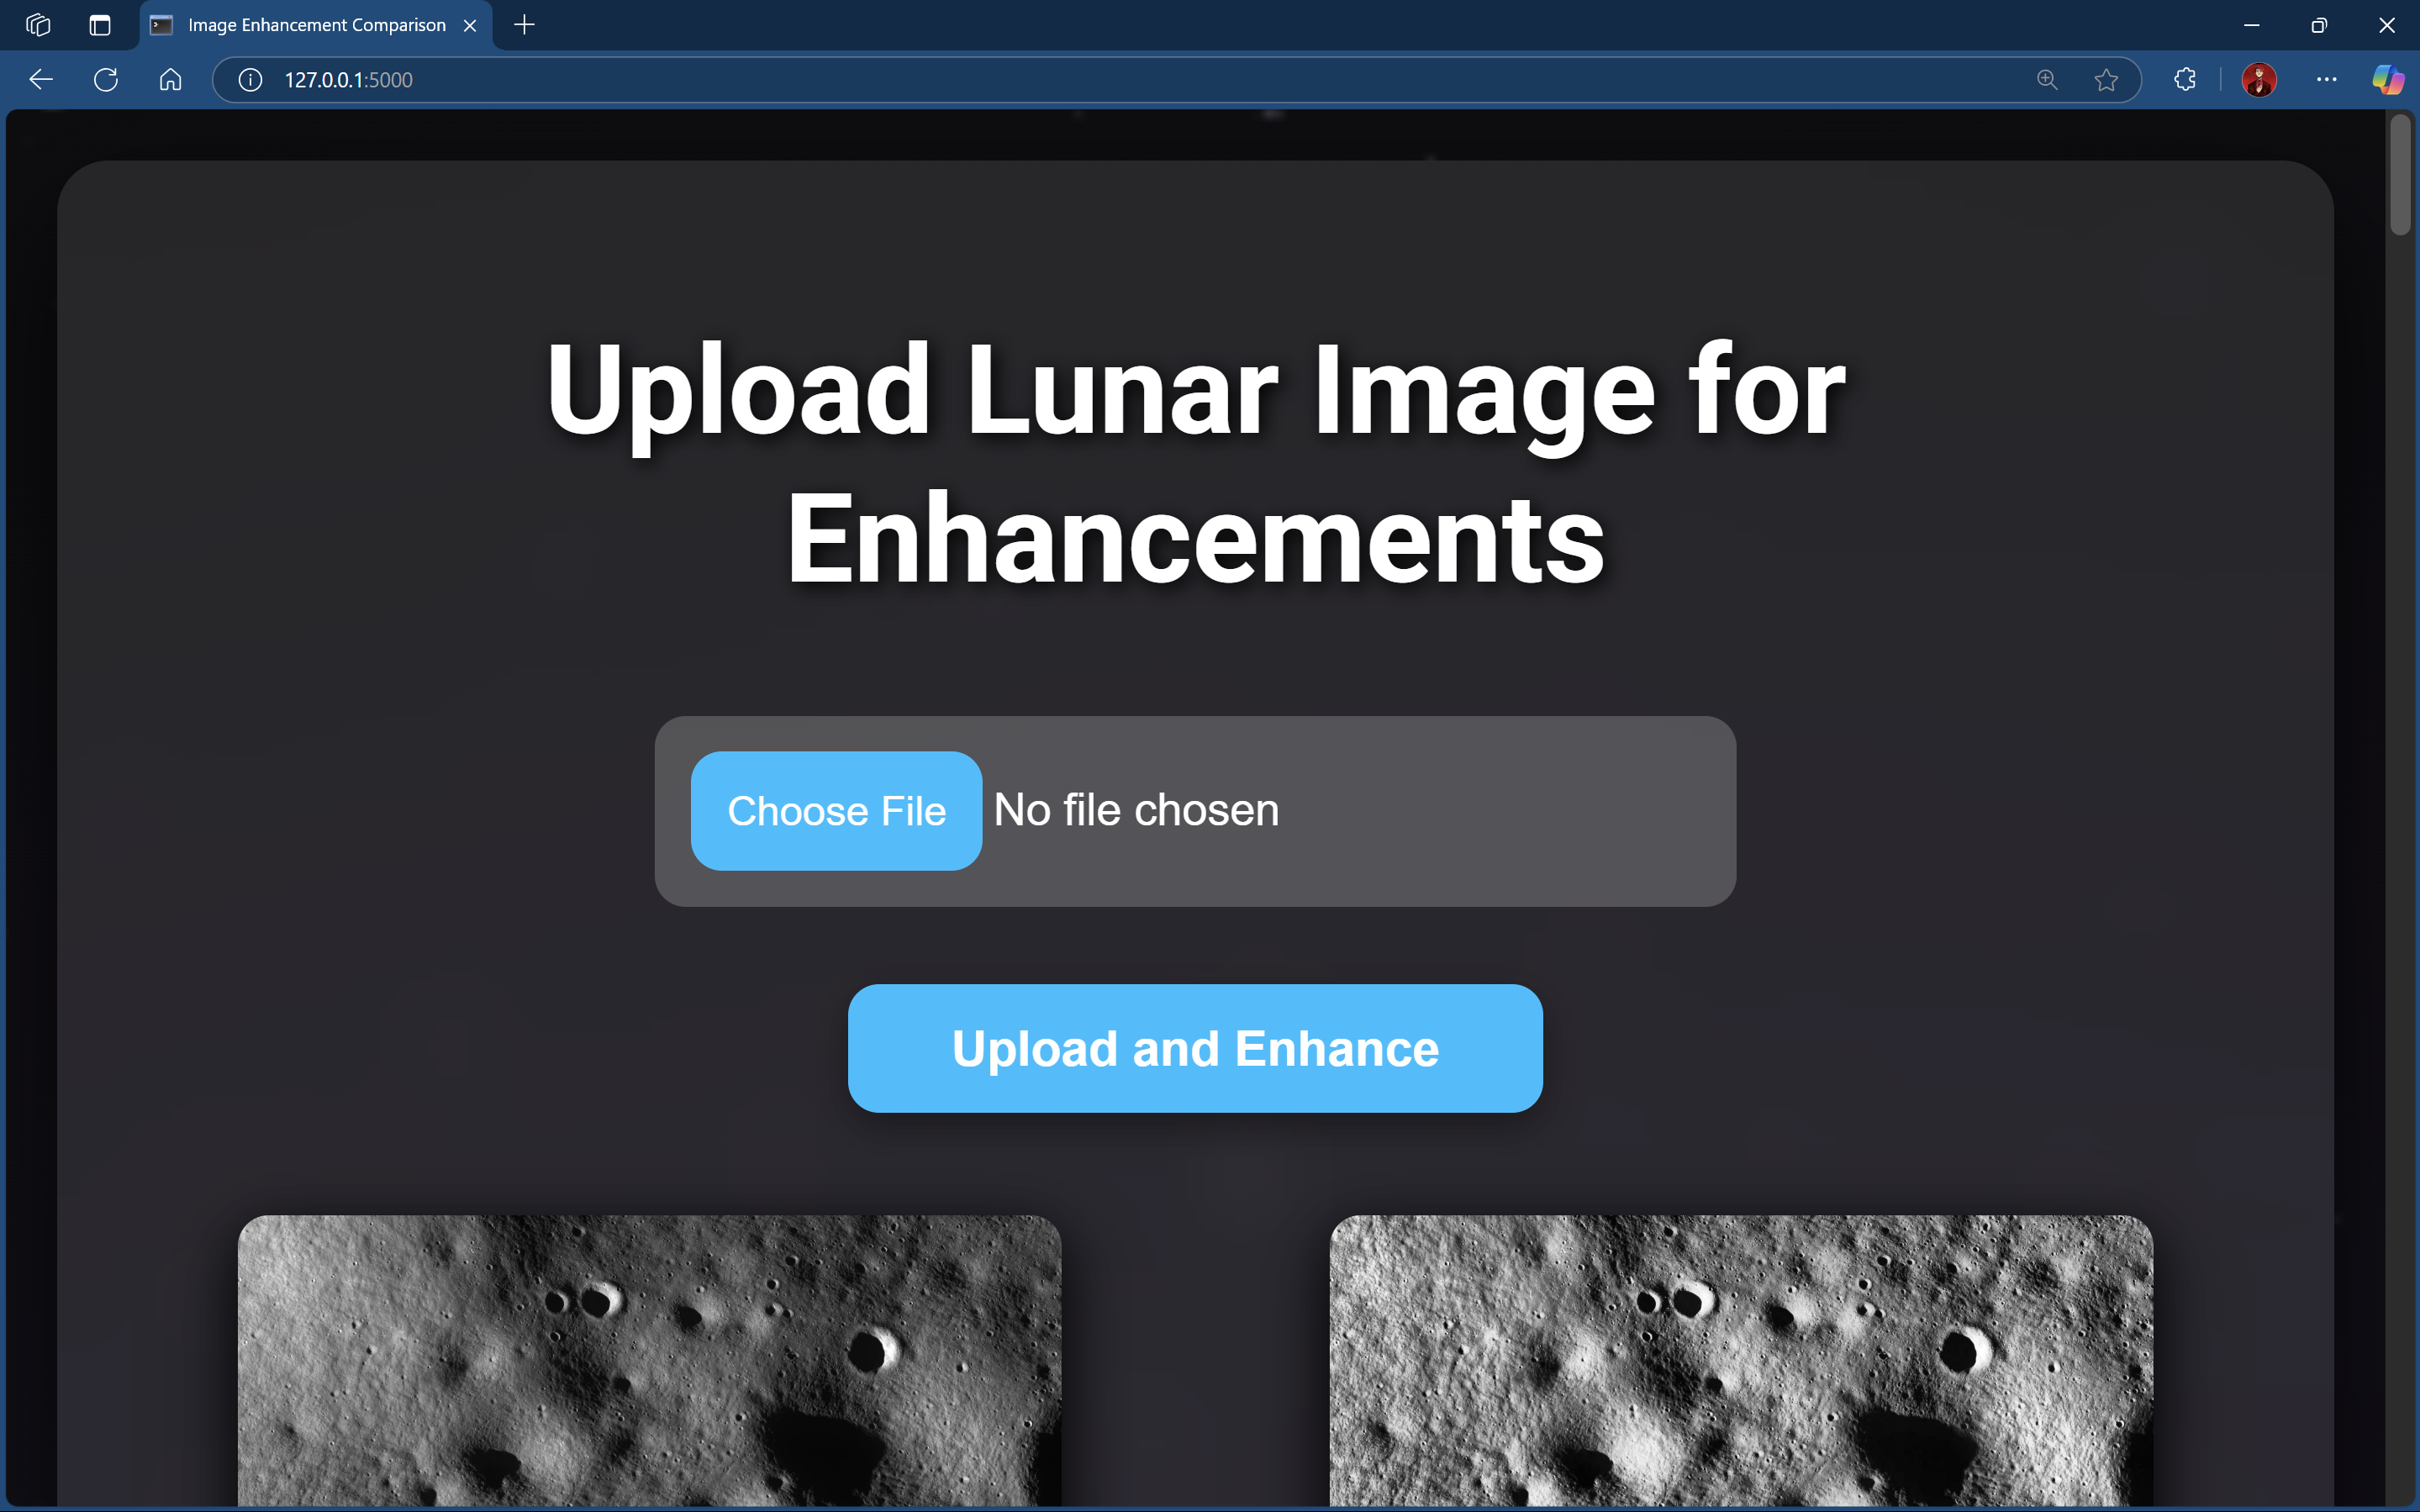 Image Enhancement Comparison
127.0.0.1:5000
Upload Lunar Image for
Enhancements
Choose File No file chosen
Upload and Enhance